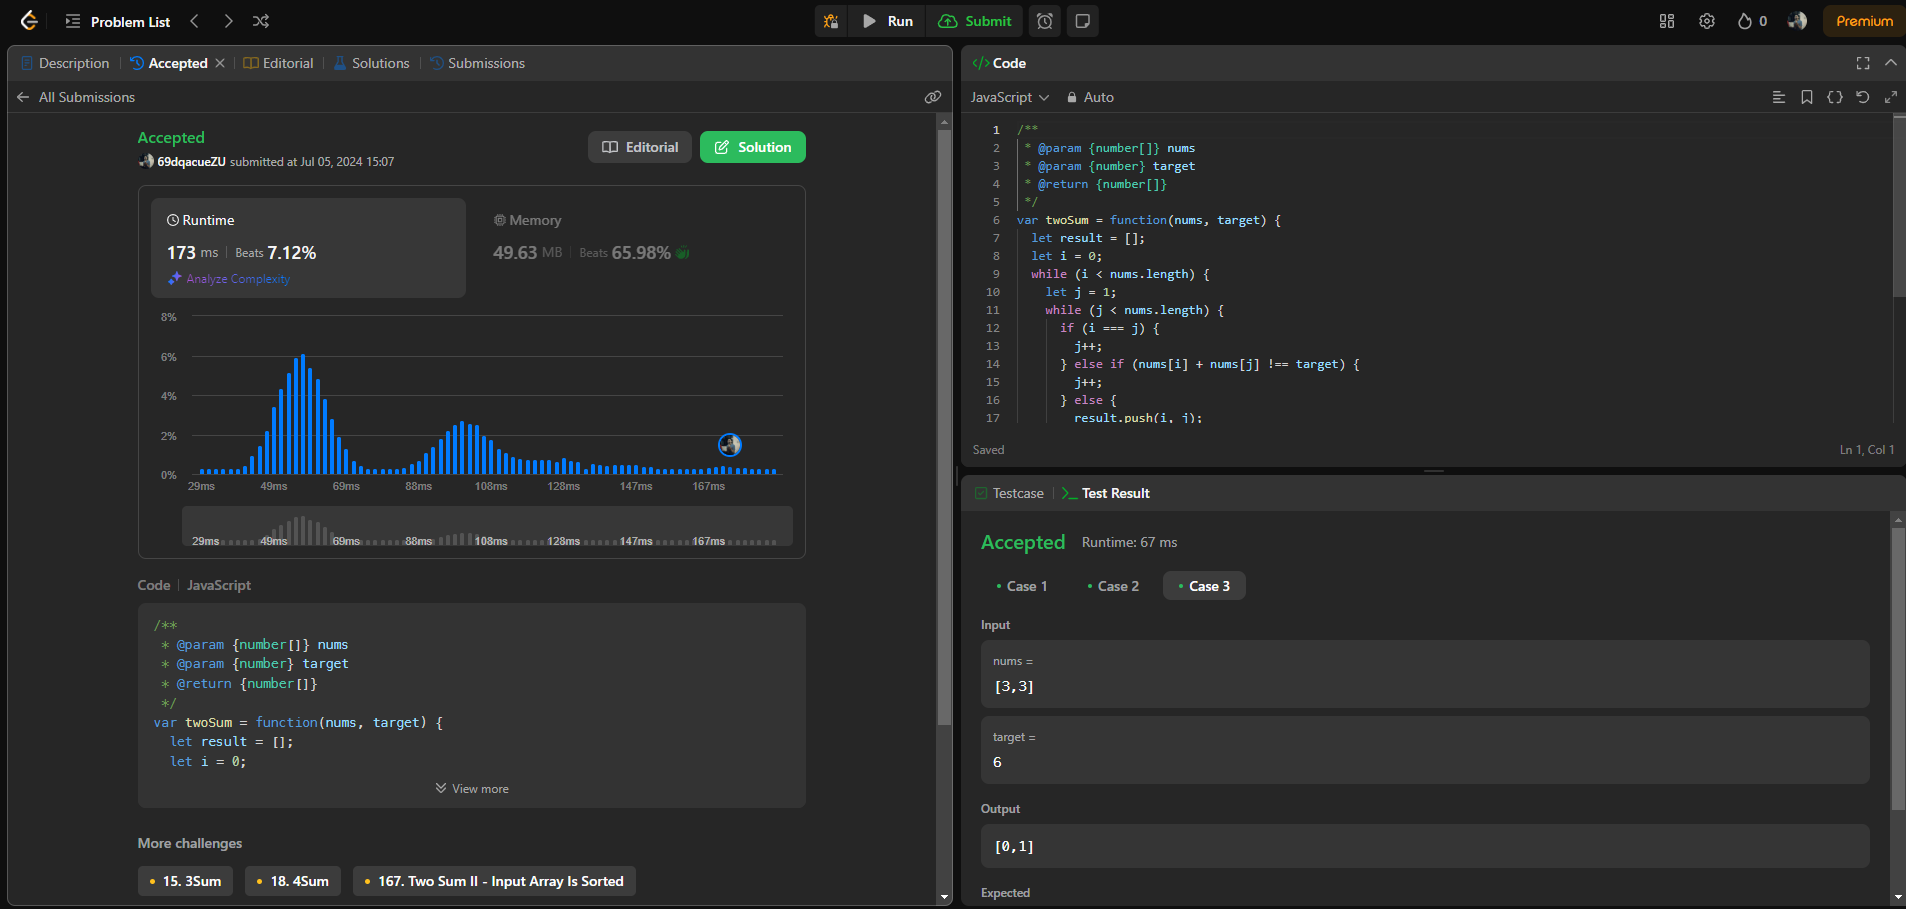 Problem List
Run
Submit
0
Premium
Description
Accepted
Editorial
Solutions
Submissions
All Submissions
Accepted
69dqacueZU submitted at Jul 05, 2024 15:07
Editorial
Solution
Runtime
173 ms
Beats 7.12%
Analyze Complexity
Memory
49.63 MB
Beats 65.98%
8%
6%
4%
2%
0%
29ms 49ms 69ms 88ms 108ms 128ms 147ms 167ms
29ms 49ms 69ms 88ms 108ms 128ms 147ms 167ms
Code
JavaScript
/**
 * @param {number[]} nums
 * @param {number} target
 * @return {number[]}
 */
var twoSum = function(nums, target) {
  let result = [];
  let i = 0;
View more
More challenges
15. 3Sum
18. 4Sum
167. Two Sum II - Input Array Is Sorted
</> Code
JavaScript
Auto
1 /**
2  * @param {number[]} nums
3  * @param {number} target
4  * @return {number[]}
5  */
6 var twoSum = function(nums, target) {
7   let result = [];
8   let i = 0;
9   while (i < nums.length) {
10     let j = 1;
11     while (j < nums.length) {
12       if (i === j) {
13         j++;
14       } else if (nums[i] + nums[j] !== target) {
15         j++;
16       } else {
17         result.push(i, j);
Saved
Ln 1, Col 1
Testcase
Test Result
Accepted
Runtime: 67 ms
Case 1
Case 2
Case 3
Input
nums =
[3,3]
target =
6
Output
[0,1]
Expected